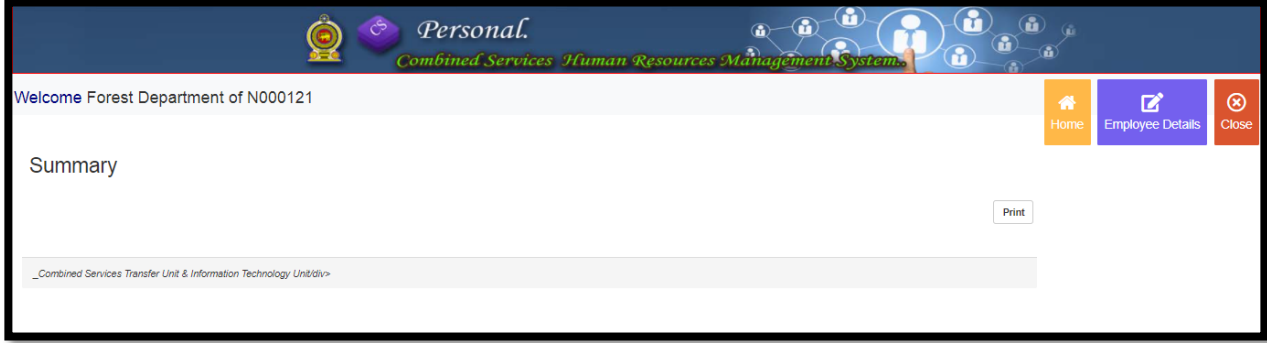 CS Personal.
Combined Services Human Resources Management System..
Welcome Forest Department of N000121
Home
Employee Details
Close
Summary
Print
_Combined Services Transfer Unit & Information Technology Unit/div>